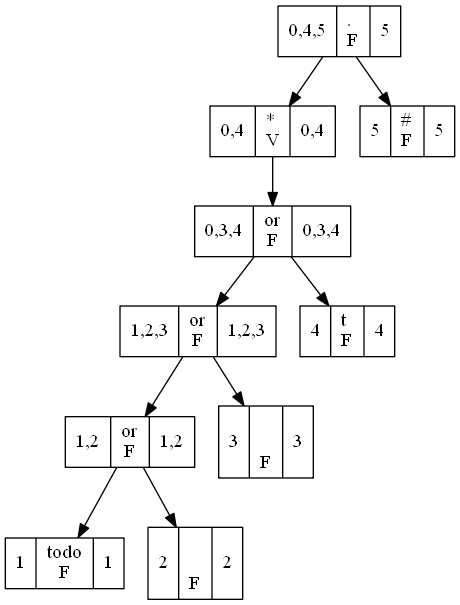 0,4,5 . F 5
0,4 * V 0,4
5 # F 5
0,3,4 or F 0,3,4
1,2,3 or F 1,2,3
4 t F 4
1,2 or F 1,2
3 F 3
1 todo F 1
2 F 2